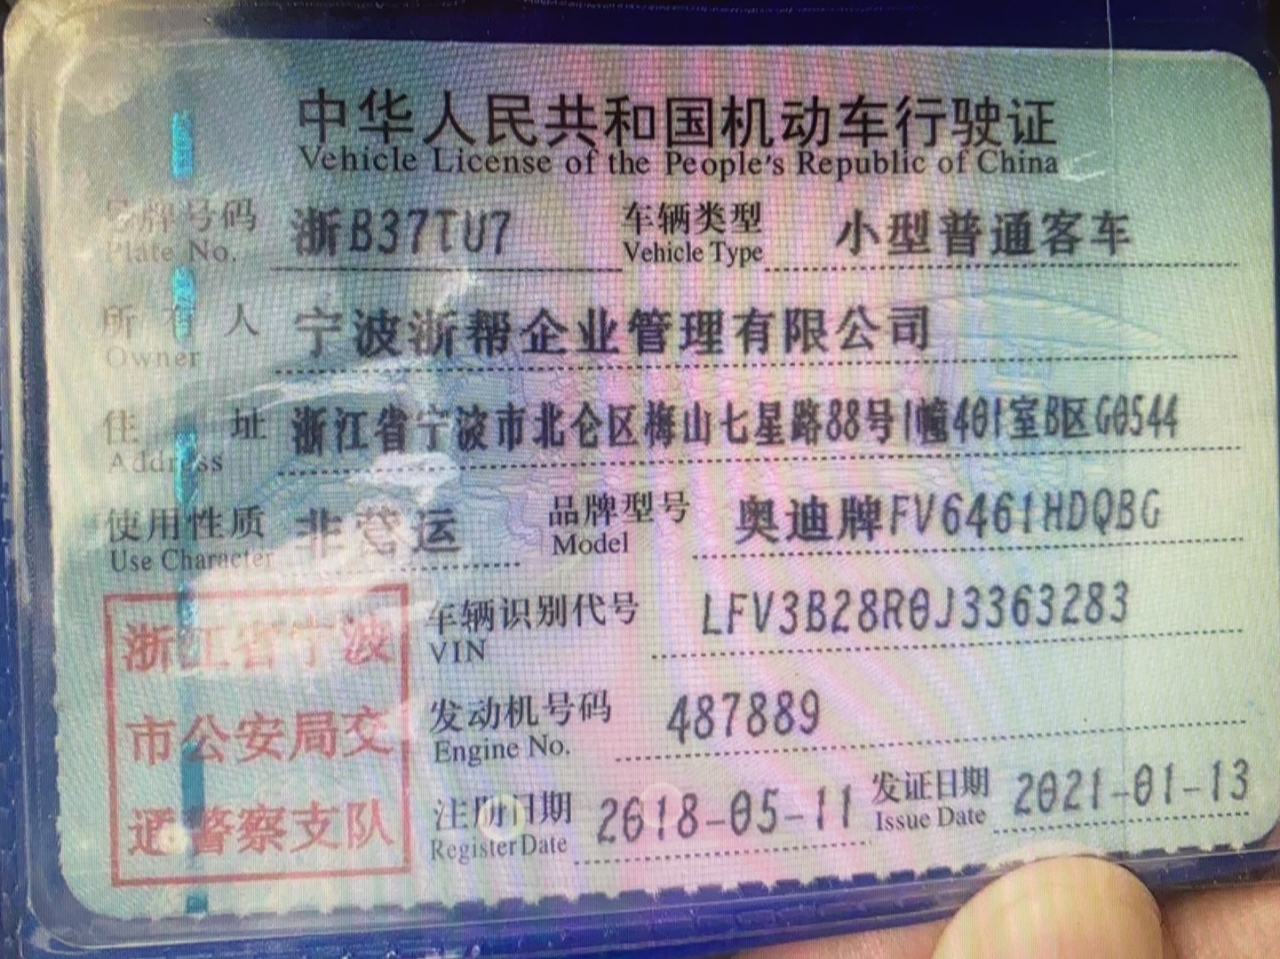 中华人民共和国机动车行驶证
Vehicle License of the People's Republic of China
号牌号码 浙B37TU7 车辆类型 小型普通客车
Plate No. Vehicle Type
所有人 宁波浙帮企业管理有限公司
Owner
住址 浙江省宁波市北仑区梅山七星路88号1幢401室B区G0544
Address
使用性质 非营运 品牌型号 奥迪牌FV6461HDQBG
Use Character Model
车辆识别代号 LFV3B28R0J3363283
VIN
发动机号码 487889
Engine No.
注册日期 2018-05-11 发证日期 2021-01-13
Register Date Issue Date
浙江省宁波
市公安局交
通警察支队